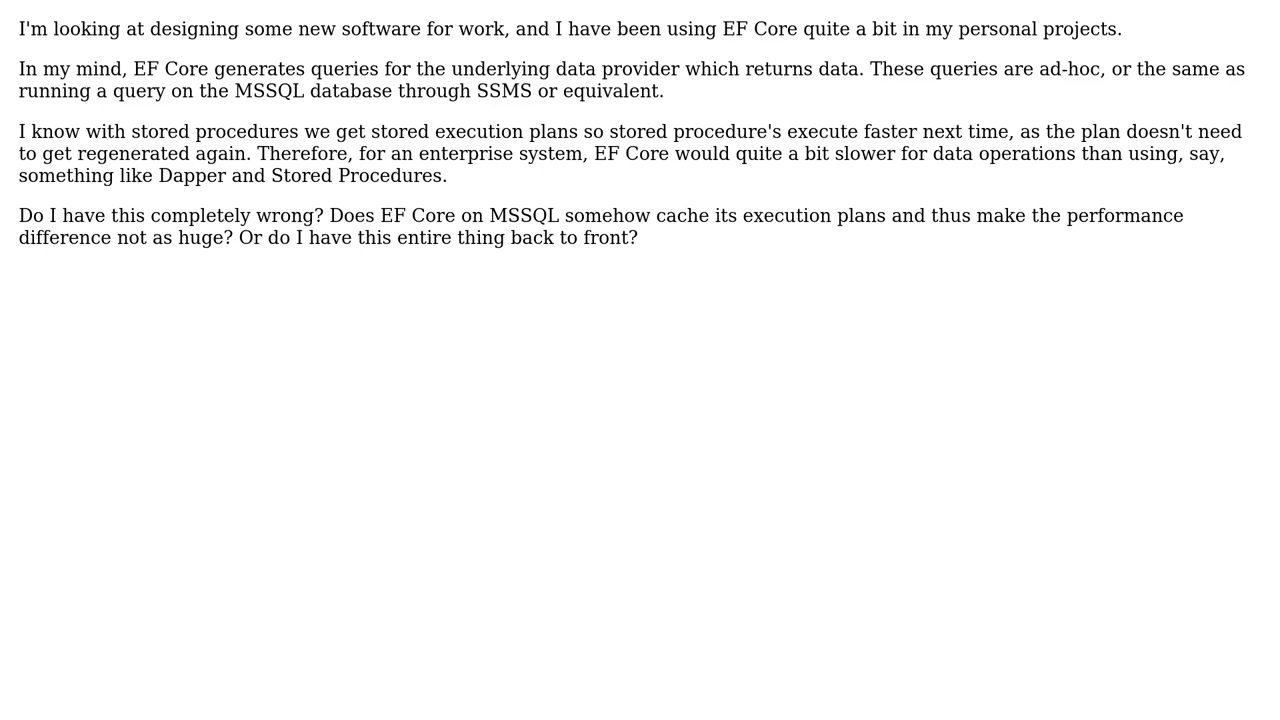 I'm looking at designing some new software for work, and I have been using EF Core quite a bit in my personal projects.
In my mind, EF Core generates queries for the underlying data provider which returns data. These queries are ad-hoc, or the same as
running a query on the MSSQL database through SSMS or equivalent.
I know with stored procedures we get stored execution plans so stored procedure's execute faster next time, as the plan doesn't need
to get regenerated again. Therefore, for an enterprise system, EF Core would quite a bit slower for data operations than using, say,
something like Dapper and Stored Procedures.
Do I have this completely wrong? Does EF Core on MSSQL somehow cache its execution plans and thus make the performance
difference not as huge? Or do I have this entire thing back to front?